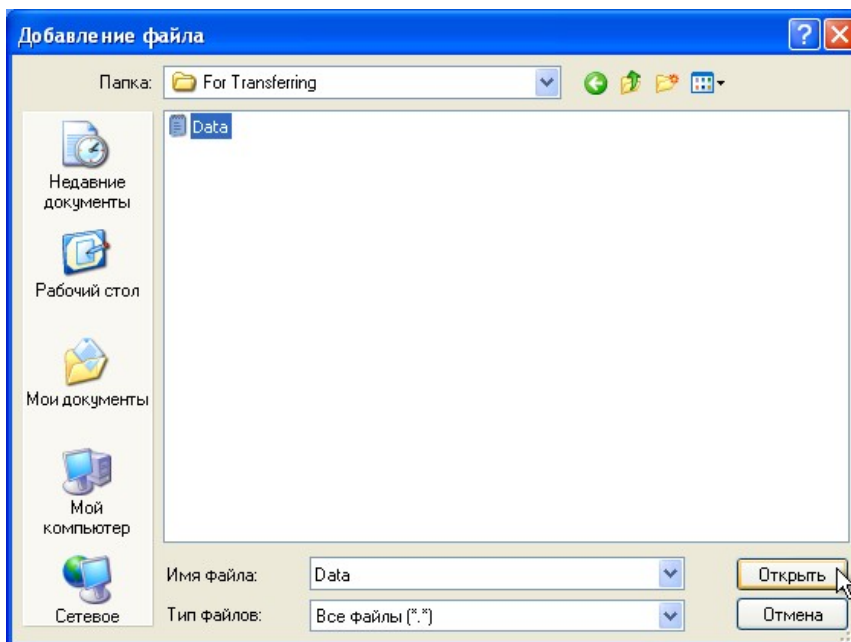 Добавление файла
Папка: For Transferring
Data
Недавние
документы
Рабочий стол
Мои документы
Мой
компьютер
Сетевое
Имя файла: Data Открыть
Тип файлов: Все файлы (*.*) Отмена